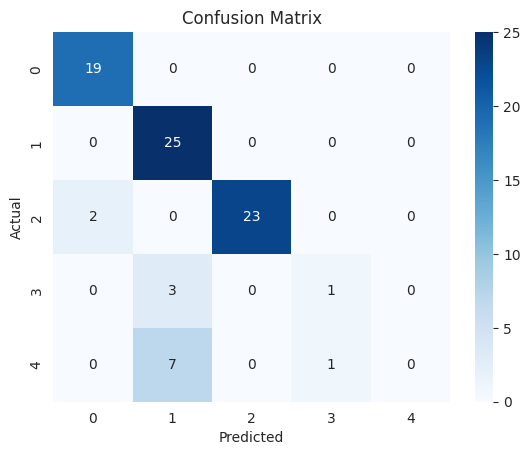 Confusion Matrix
25
0 19 0 0 0 0
20
1 0 25 0 0 0
15
Actual
2 2 0 23 0 0
10
3 0 3 0 1 0
5
4 0 7 0 1 0
0
0 1 2 3 4
Predicted